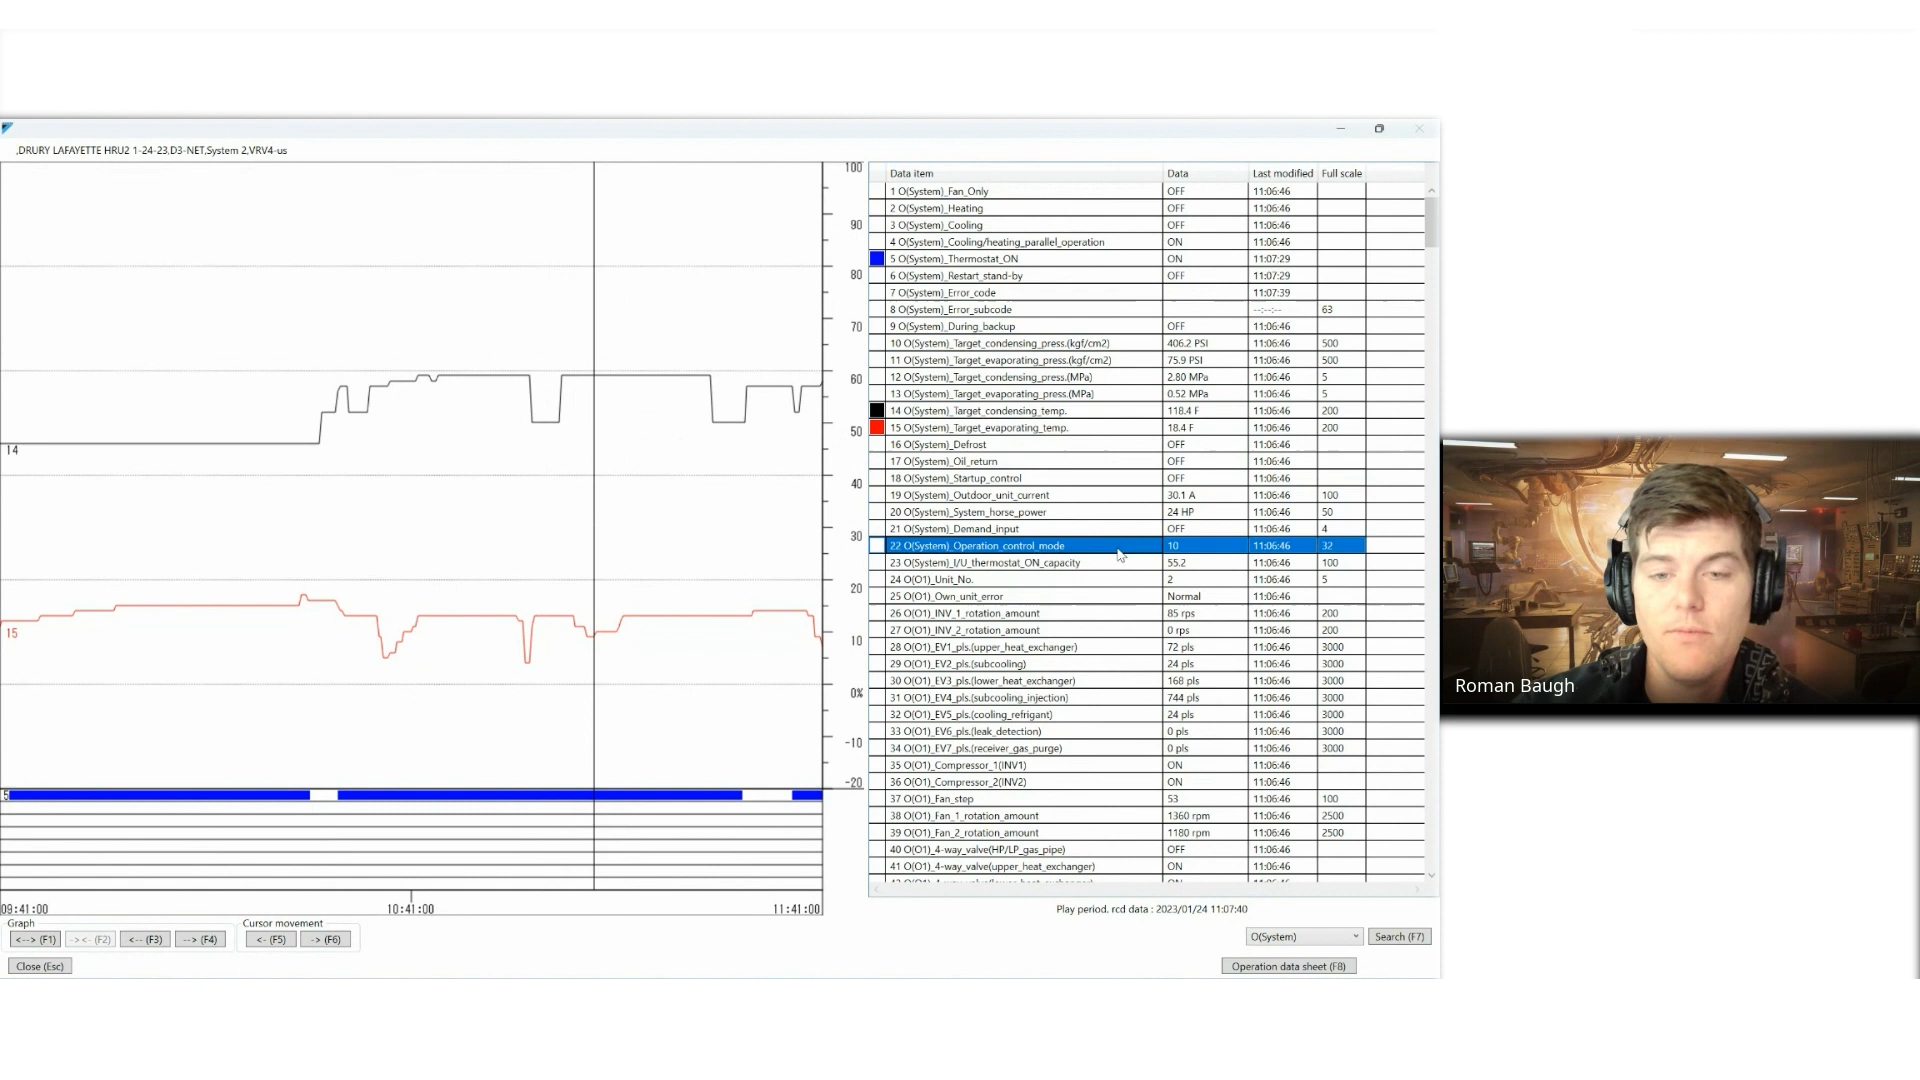 ,DRURY LAFAYETTE HRU2 1-24-23,D3-NET,System 2,VRV4-us
100
90
80
70
60
50
40
30
20
10
0%
-10
-20
14
15
5
09:41:00 10:41:00 11:41:00
Data item Data Last modified Full scale
1 O(System)_Fan_Only OFF 11:06:46
2 O(System)_Heating OFF 11:06:46
3 O(System)_Cooling OFF 11:06:46
4 O(System)_Cooling/heating_parallel_operation ON 11:06:46
5 O(System)_Thermostat_ON ON 11:07:29
6 O(System)_Restart_stand-by OFF 11:07:29
7 O(System)_Error_code 11:07:39
8 O(System)_Error_subcode --:--:-- 63
9 O(System)_During_backup OFF 11:06:46
10 O(System)_Target_condensing_press.(kgf/cm2) 406.2 PSI 11:06:46 500
11 O(System)_Target_evaporating_press.(kgf/cm2) 75.9 PSI 11:06:46 500
12 O(System)_Target_condensing_press.(MPa) 2.80 MPa 11:06:46 5
13 O(System)_Target_evaporating_press.(MPa) 0.52 MPa 11:06:46 5
14 O(System)_Target_condensing_temp. 118.4 F 11:06:46 200
15 O(System)_Target_evaporating_temp. 18.4 F 11:06:46 200
16 O(System)_Defrost OFF 11:06:46
17 O(System)_Oil_return OFF 11:06:46
18 O(System)_Startup_control OFF 11:06:46
19 O(System)_Outdoor_unit_current 30.1 A 11:06:46 100
20 O(System)_System_horse_power 24 HP 11:06:46 50
21 O(System)_Demand_input OFF 11:06:46 4
22 O(System)_Operation_control_mode 10 11:06:46 32
23 O(System)_I/U_thermostat_ON_capacity 55.2 11:06:46 100
24 O(O1)_Unit_No. 2 11:06:46 5
25 O(O1)_Own_unit_error Normal 11:06:46
26 O(O1)_INV_1_rotation_amount 85 rps 11:06:46 200
27 O(O1)_INV_2_rotation_amount 0 rps 11:06:46 200
28 O(O1)_EV1_pls.(upper_heat_exchanger) 72 pls 11:06:46 3000
29 O(O1)_EV2_pls.(subcooling) 24 pls 11:06:46 3000
30 O(O1)_EV3_pls.(lower_heat_exchanger) 168 pls 11:06:46 3000
31 O(O1)_EV4_pls.(subcooling_injection) 744 pls 11:06:46 3000
32 O(O1)_EV5_pls.(cooling_refrigant) 24 pls 11:06:46 3000
33 O(O1)_EV6_pls.(leak_detection) 0 pls 11:06:46 3000
34 O(O1)_EV7_pls.(receiver_gas_purge) 0 pls 11:06:46 3000
35 O(O1)_Compressor_1(INV1) ON 11:06:46
36 O(O1)_Compressor_2(INV2) ON 11:06:46
37 O(O1)_Fan_step 53 11:06:46 100
38 O(O1)_Fan_1_rotation_amount 1360 rpm 11:06:46 2500
39 O(O1)_Fan_2_rotation_amount 1180 rpm 11:06:46 2500
40 O(O1)_4-way_valve(HP/LP_gas_pipe) OFF 11:06:46
41 O(O1)_4-way_valve(upper_heat_exchanger) ON 11:06:46
Play period. rcd data : 2023/01/24 11:07:40
Graph
<--> (F1) -><- (F2) <-- (F3) --> (F4)
Cursor movement
<- (F5) -> (F6)
O(System) Search (F7)
Close (Esc)
Operation data sheet (F8)
Roman Baugh